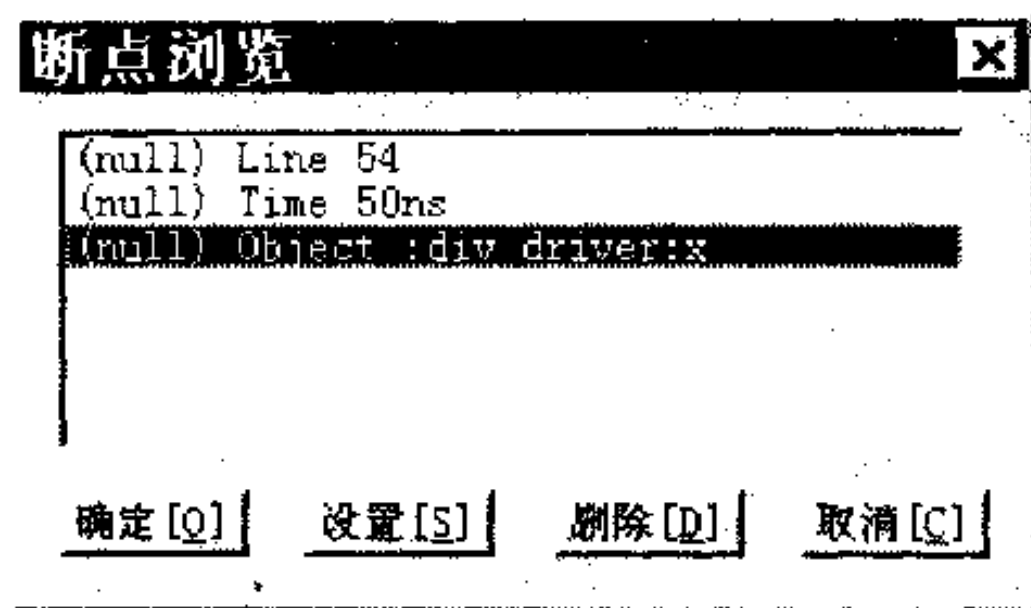 断点浏览
(null) Line 54
(null) Time 50ns
(null) Object :div driver:x
确定[O] 设置[S] 删除[D] 取消[C]